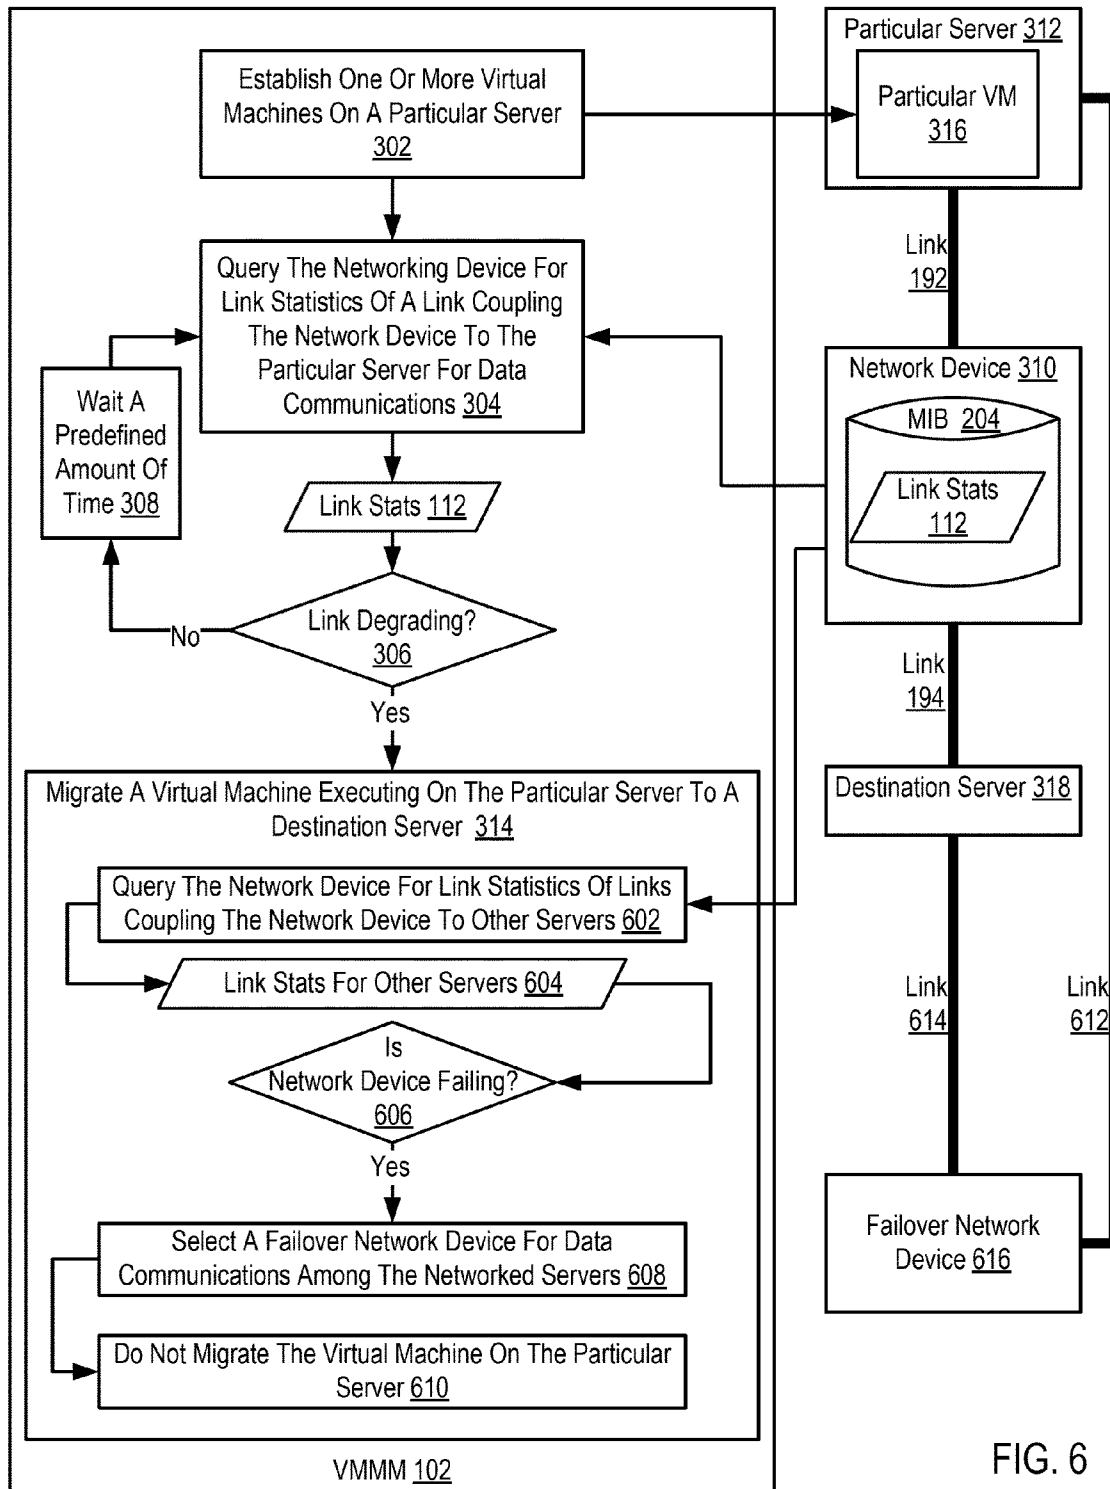 Establish One Or More Virtual
Machines On A Particular Server
302
Query The Networking Device For
Link Statistics Of A Link Coupling
The Network Device To The
Particular Server For Data
Communications 304
Wait A
Predefined
Amount Of
Time 308
Link Stats 112
Link Degrading?
306
No
Yes
Migrate A Virtual Machine Executing On The Particular Server To A
Destination Server 314
Query The Network Device For Link Statistics Of Links
Coupling The Network Device To Other Servers 602
Link Stats For Other Servers 604
Is
Network Device Failing?
606
Yes
Select A Failover Network Device For Data
Communications Among The Networked Servers 608
Do Not Migrate The Virtual Machine On The Particular
Server 610
VMMM 102
Particular Server 312
Particular VM
316
Link
192
Network Device 310
MIB 204
Link Stats
112
Link
194
Destination Server 318
Link
614
Link
612
Failover Network
Device 616
FIG. 6